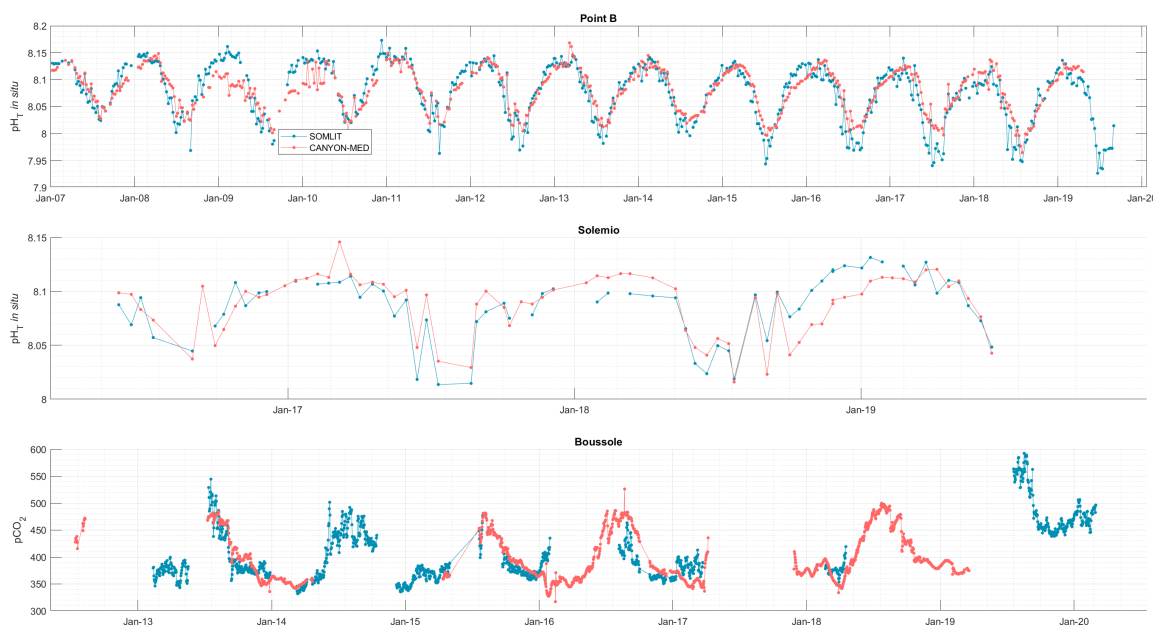 Point B
8.2
8.15
8.1
8.05
8
7.95
7.9
pH_T in situ
SOMLIT
CANYON-MED
Jan-07 Jan-08 Jan-09 Jan-10 Jan-11 Jan-12 Jan-13 Jan-14 Jan-15 Jan-16 Jan-17 Jan-18 Jan-19 Jan-20
Solemio
8.15
8.1
8.05
8
pH_T in situ
Jan-17 Jan-18 Jan-19
Boussole
600
550
500
450
400
350
300
pCO_2
Jan-13 Jan-14 Jan-15 Jan-16 Jan-17 Jan-18 Jan-19 Jan-20